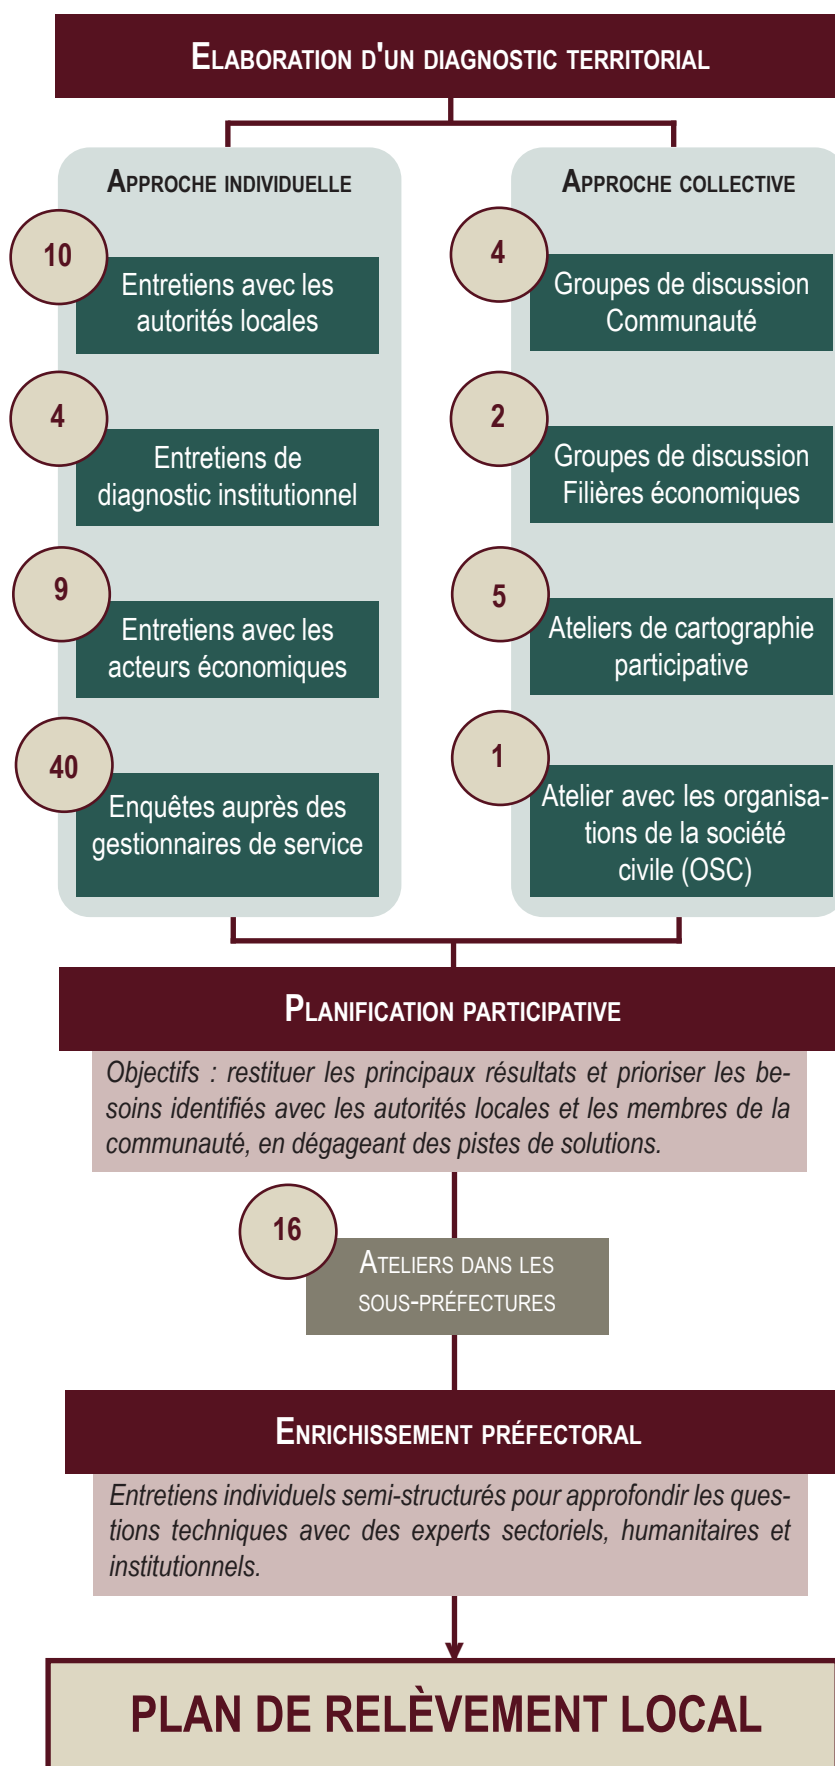 ELABORATION D'UN DIAGNOSTIC TERRITORIAL
APPROCHE INDIVIDUELLE
10
Entretiens avec les
autorités locales
4
Entretiens de
diagnostic institutionnel
9
Entretiens avec les
acteurs économiques
40
Enquêtes auprès des
gestionnaires de service
APPROCHE COLLECTIVE
4
Groupes de discussion
Communauté
2
Groupes de discussion
Filières économiques
5
Ateliers de cartographie
participative
1
Atelier avec les organisa-
tions de la société
civile (OSC)
PLANIFICATION PARTICIPATIVE
Objectifs : restituer les principaux résultats et prioriser les be-
soins identifiés avec les autorités locales et les membres de la
communauté, en dégageant des pistes de solutions.
16
ATELIERS DANS LES
SOUS-PRÉFECTURES
ENRICHISSEMENT PRÉFECTORAL
Entretiens individuels semi-structurés pour approfondir les ques-
tions techniques avec des experts sectoriels, humanitaires et
institutionnels.
PLAN DE RELÈVEMENT LOCAL